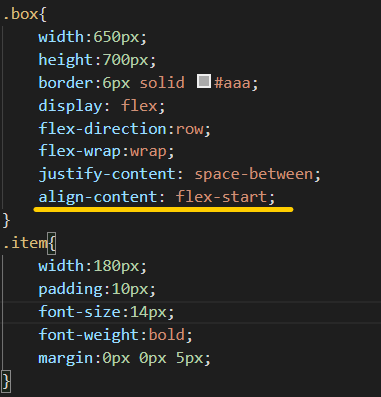 .box{
    width:650px;
    height:700px;
    border:6px solid #aaa;
    display: flex;
    flex-direction:row;
    flex-wrap:wrap;
    justify-content: space-between;
    align-content: flex-start;
}
.item{
    width:180px;
    padding:10px;
    font-size:14px;
    font-weight:bold;
    margin:0px 0px 5px;
}